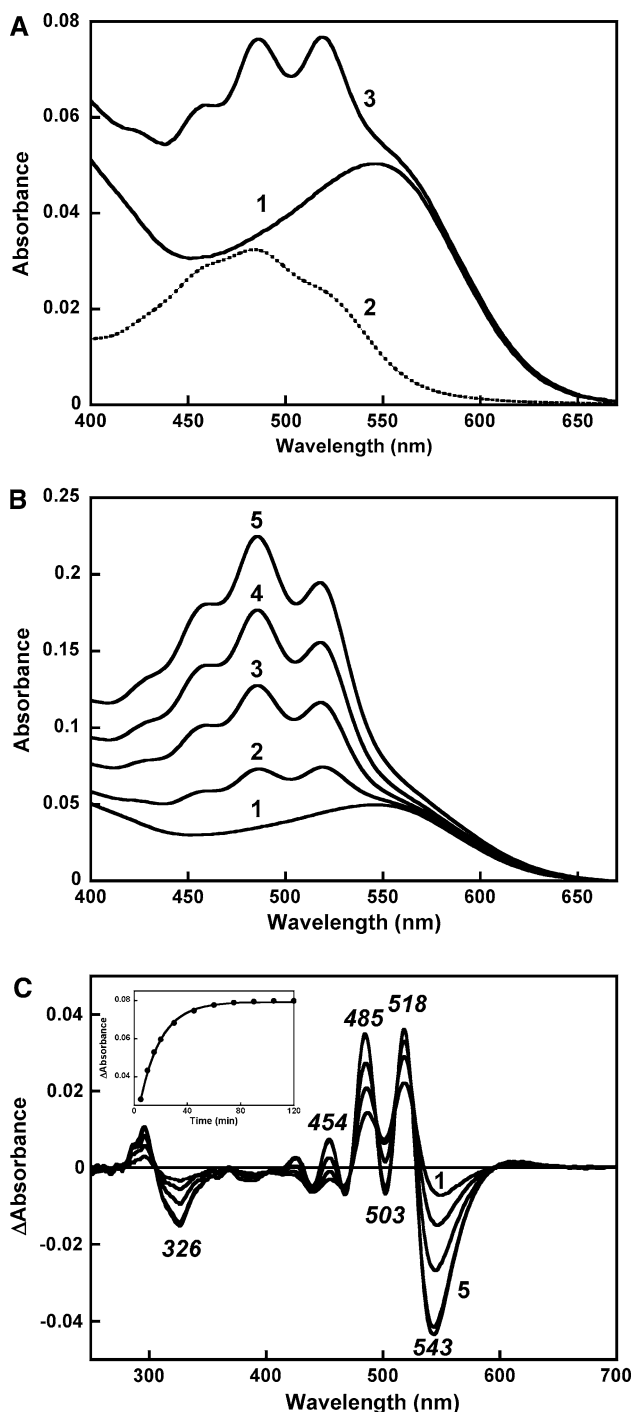 A
0.08
0.06
0.04
0.02
0
Absorbance
3
1
2
400 450 500 550 600 650
Wavelength (nm)
B
0.25
0.2
0.15
0.1
0.05
0
Absorbance
5
4
3
2
1
400 450 500 550 600 650
Wavelength (nm)
C
0.04
0.02
0
-0.02
-0.04
ΔAbsorbance
0.08
0.06
0.04
ΔAbsorbance
0 40 80 120
Time (min)
485 518
454
1
503
326
5
543
300 400 500 600 700
Wavelength (nm)